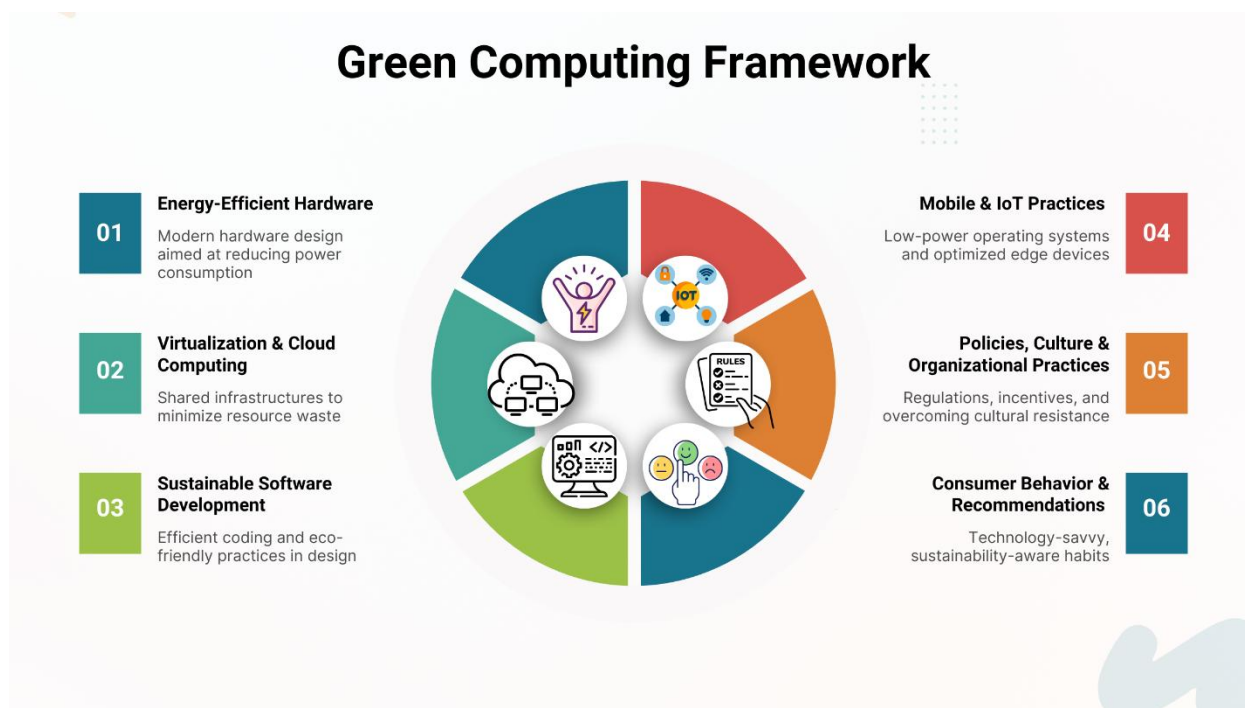 Green Computing Framework
01
Energy-Efficient Hardware
Modern hardware design
aimed at reducing power
consumption
02
Virtualization & Cloud
Computing
Shared infrastructures to
minimize resource waste
03
Sustainable Software
Development
Efficient coding and eco-
friendly practices in design
IOT
RULES
</>
Mobile & IoT Practices
04
Low-power operating systems
and optimized edge devices
Policies, Culture &
Organizational Practices
05
Regulations, incentives, and
overcoming cultural resistance
Consumer Behavior &
Recommendations
06
Technology-savvy,
sustainability-aware habits